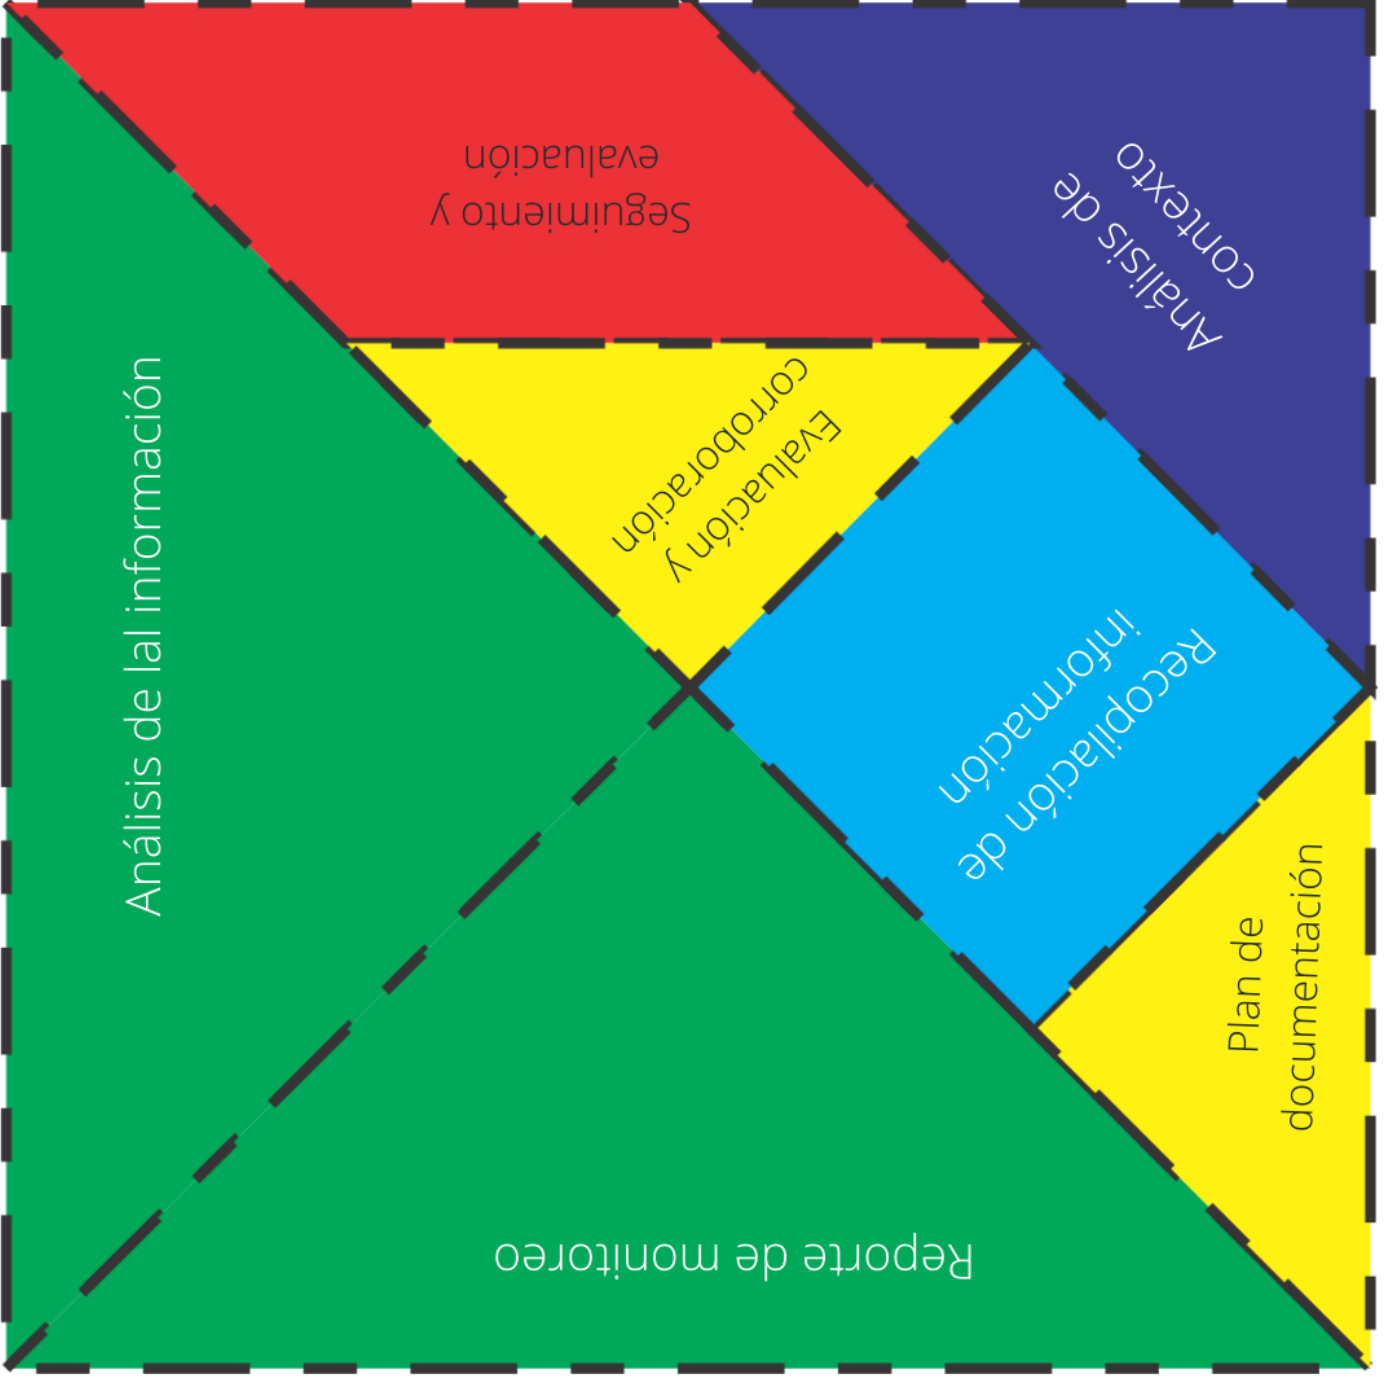 Seguimiento y
evaluación
Análisis de
contexto
Evaluación y
corroboración
Análisis de lal información
Recopilación de
información
Plan de
documentación
Reporte de monitoreo